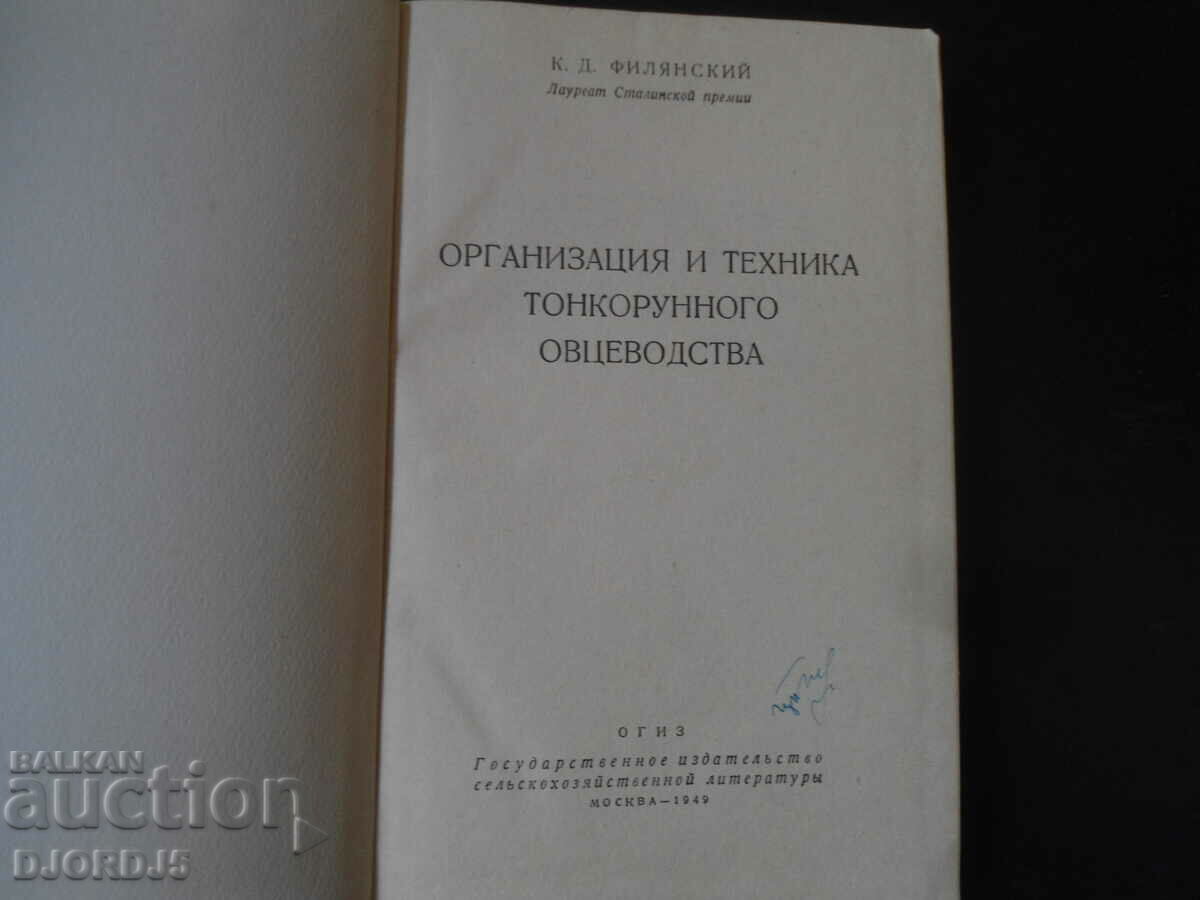 К. Д. ФИЛЯНСКИЙ
Лауреат Сталинской премии
ОРГАНИЗАЦИЯ И ТЕХНИКА
ТОНКОРУННОГО
ОВЦЕВОДСТВА
ОГИЗ
Государственное издательство
сельскохозяйственной литературы
МОСКВА—1949
BALKAN
auction
DJORDJ5